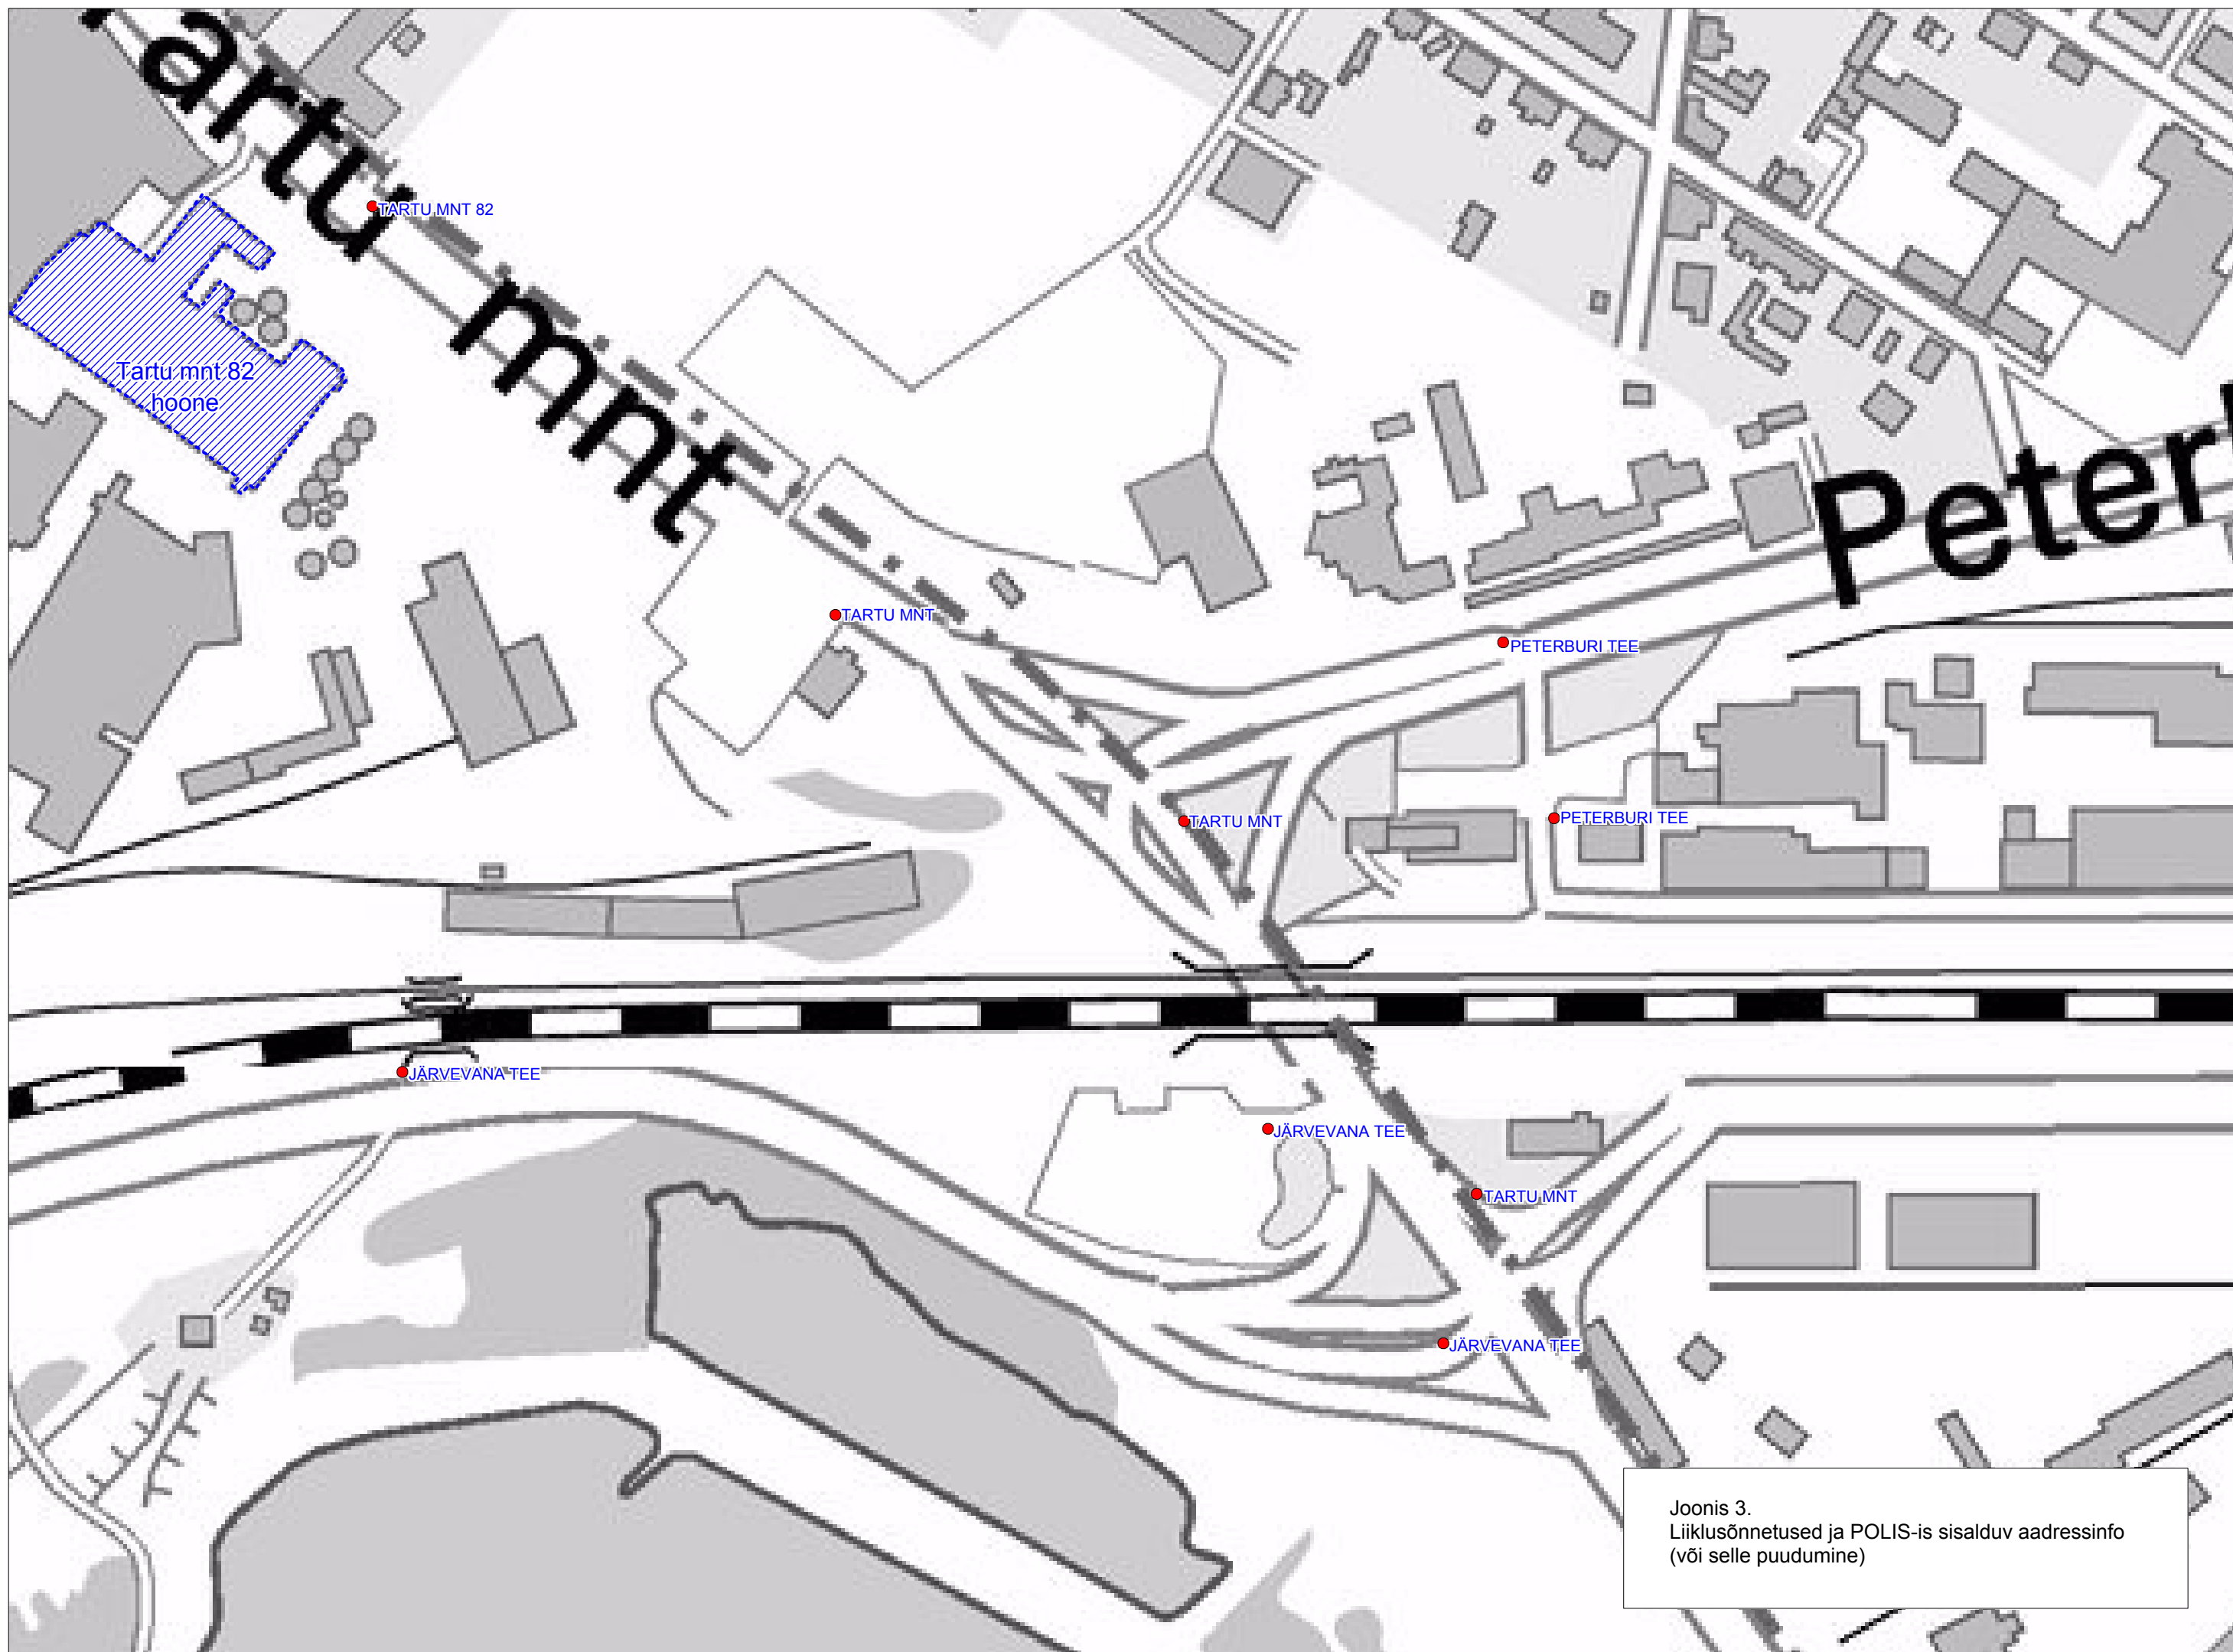 artu mnt
TARTU MNT 82
Tartu mnt 82
hoone
Peter
TARTU MNT
PETERBURI TEE
TARTU MNT
PETERBURI TEE
JÄRVEVANA TEE
JÄRVEVANA TEE
TARTU MNT
JÄRVEVANA TEE
Joonis 3.
Liiklusõnnetused ja POLIS-is sisalduv aadressinfo
(või selle puudumine)